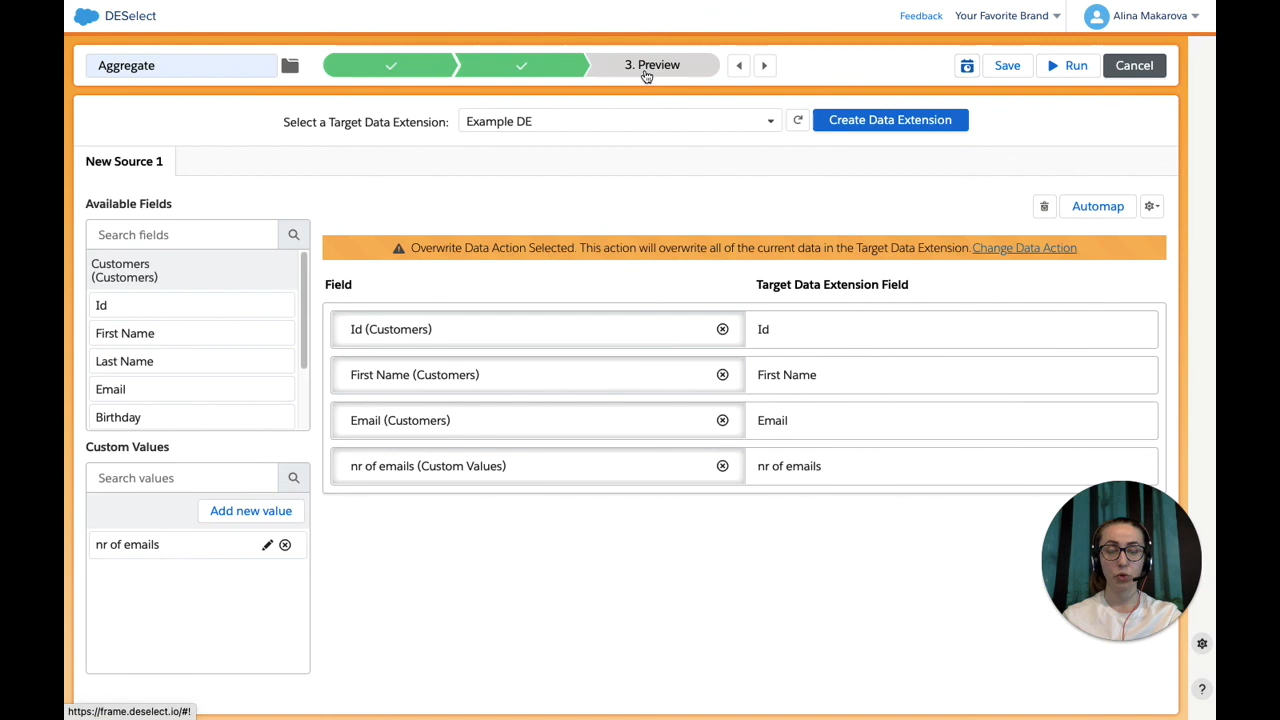 DESelect
Feedback
Your Favorite Brand
Alina Makarova
Aggregate
3. Preview
Save
Run
Cancel
Select a Target Data Extension:
Example DE
Create Data Extension
New Source 1
Available Fields
Automap
Search fields
Overwrite Data Action Selected. This action will overwrite all of the current data in the Target Data Extension. Change Data Action
Customers
(Customers)
Id
First Name
Last Name
Email
Birthday
Field
Target Data Extension Field
Id (Customers)
Id
First Name (Customers)
First Name
Email (Customers)
Email
nr of emails (Custom Values)
nr of emails
Custom Values
Search values
Add new value
nr of emails
?
https://frame.deselect.io/#!